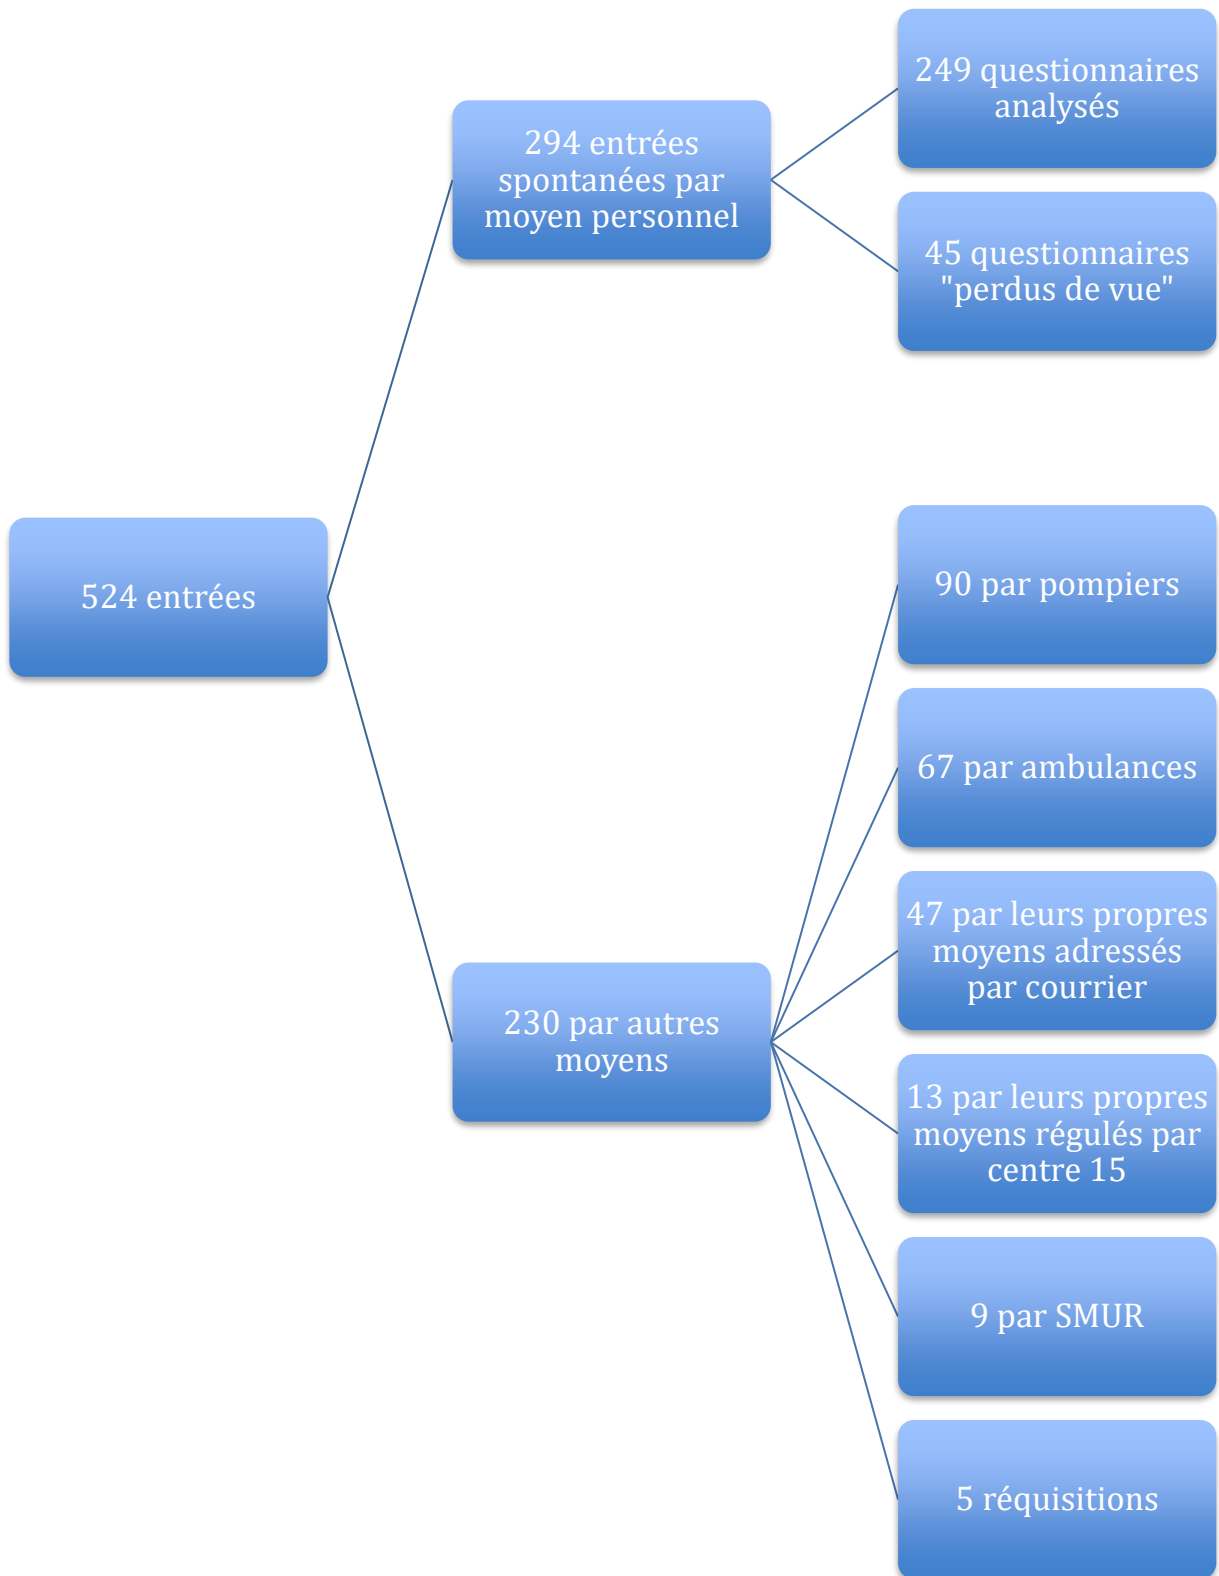 524 entrées
294 entrées
spontanées par
moyen personnel
249 questionnaires
analysés
45 questionnaires
"perdus de vue"
230 par autres
moyens
90 par pompiers
67 par ambulances
47 par leurs propres
moyens adressés
par courrier
13 par leurs propres
moyens régulés par
centre 15
9 par SMUR
5 réquisitions